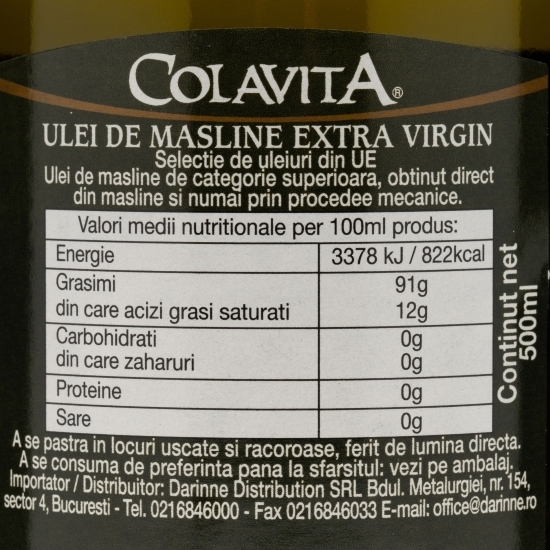 COLAVITA®
ULEI DE MASLINE EXTRA VIRGIN
Selectie de uleiuri din UE
Ulei de masline de categorie superioara, obtinut direct
din masline si numai prin procedee mecanice.
Valori medii nutritionale per 100ml produs:
Energie 3378 kJ / 822kcal
Grasimi 91g
din care acizi grasi saturati 12g
Carbohidrati 0g
din care zaharuri 0g
Proteine 0g
Sare 0g
Continut net
500ml
A se pastra in locuri uscate si racoroase, ferit de lumina directa.
A se consuma de preferinta pana la sfarsitul: vezi pe ambalaj.
Importator / Distribuitor: Darinne Distribution SRL Bdul. Metalurgiei, nr. 154,
sector 4, Bucuresti - Tel. 0216846000 - Fax 0216846033 E-mail: office@darinne.ro